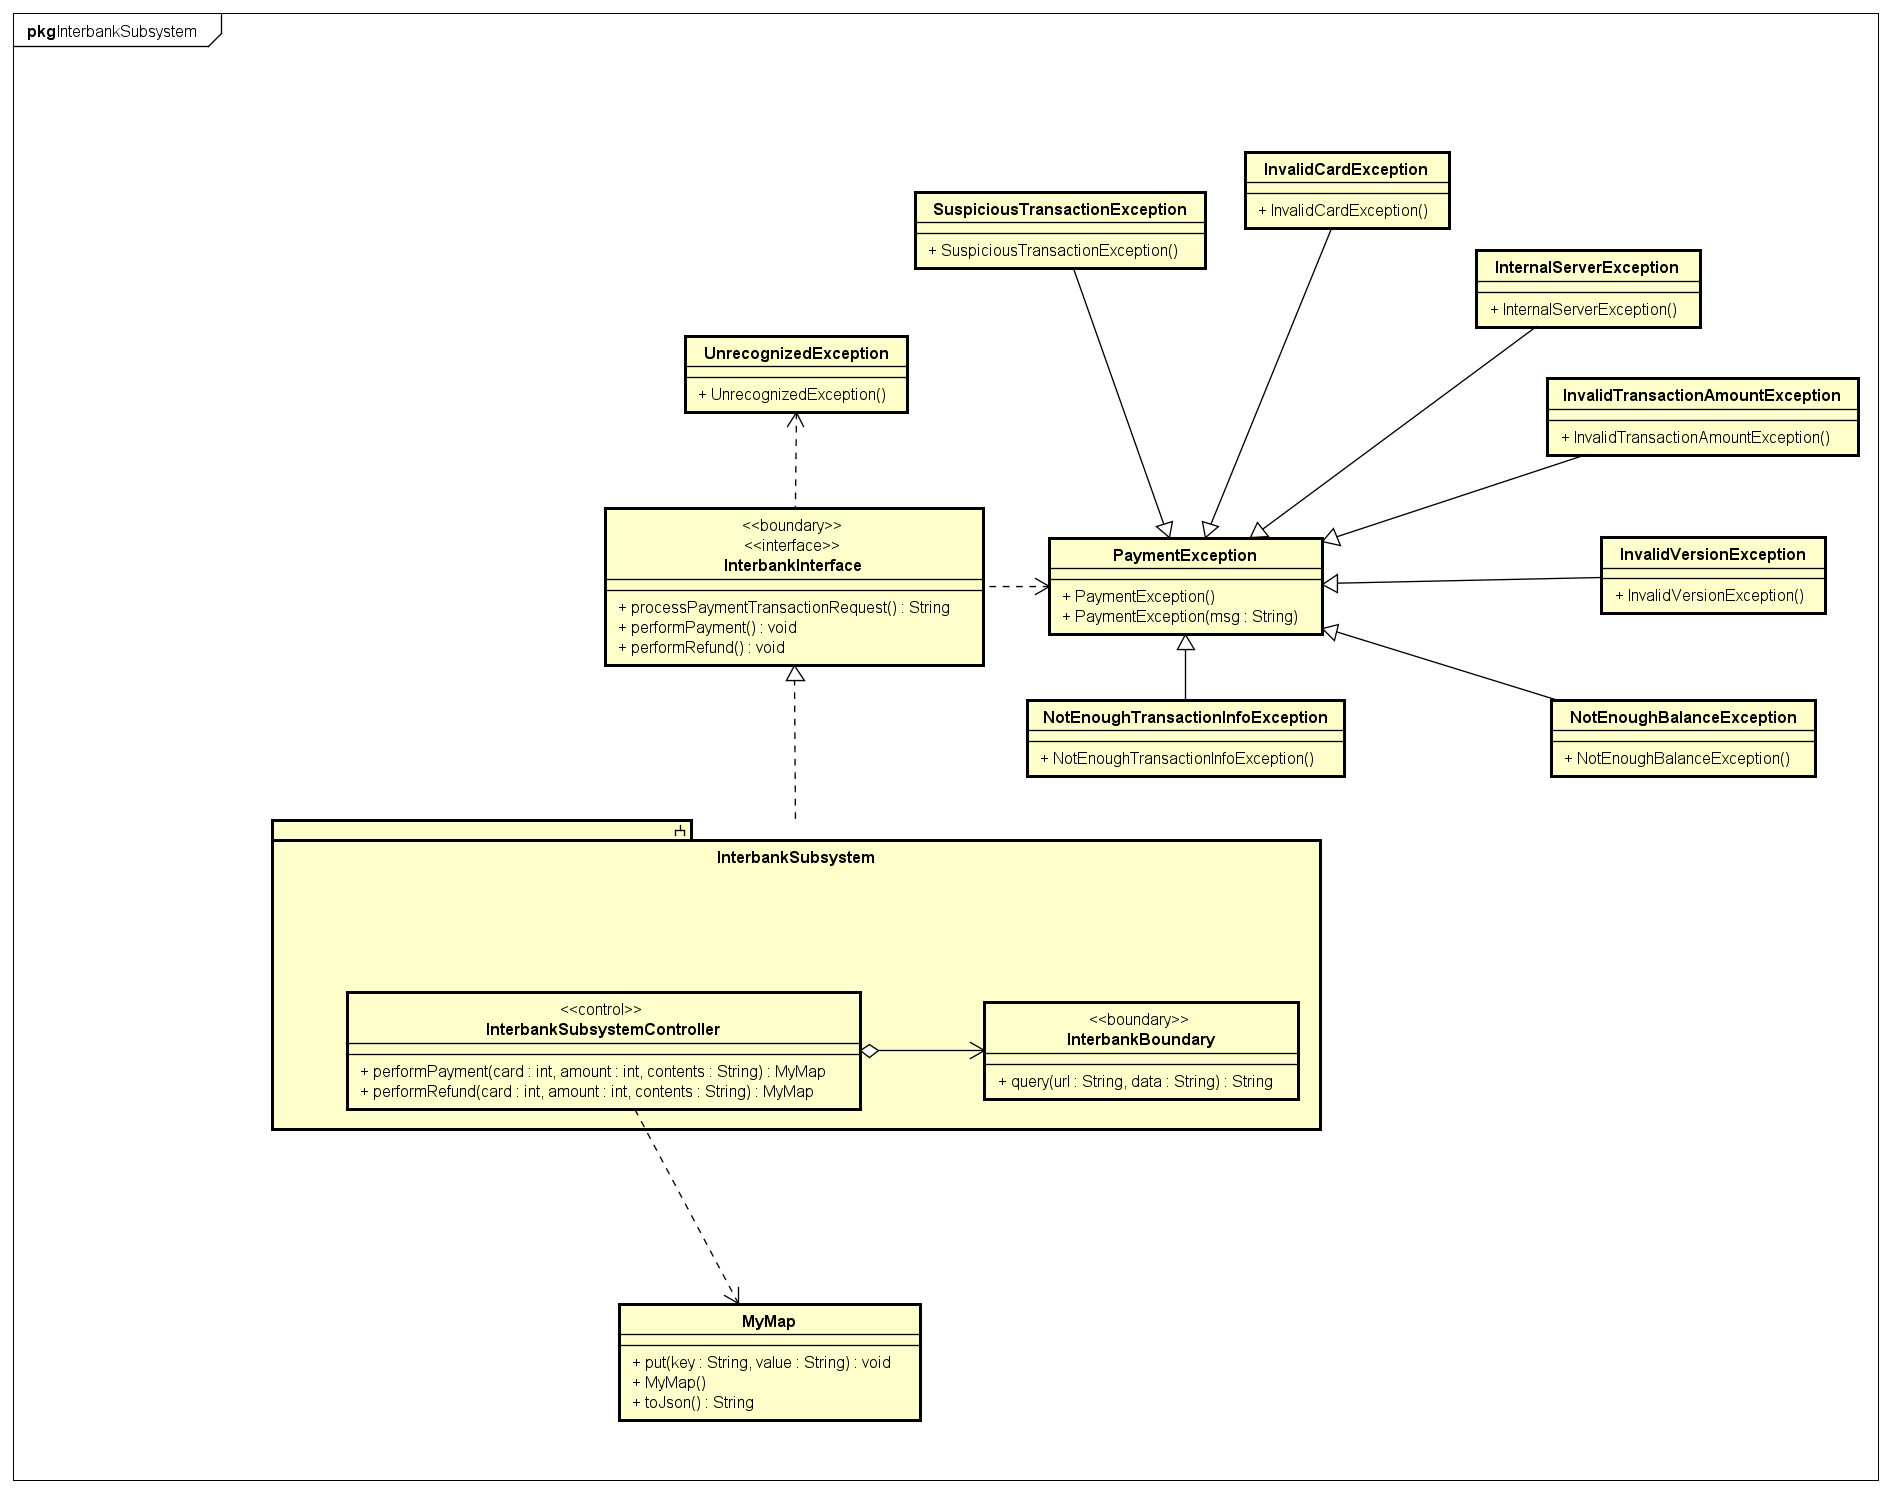 pkgInterbankSubsystem
InvalidCardException
+ InvalidCardException()
SuspiciousTransactionException
+ SuspiciousTransactionException()
InternalServerException
+ InternalServerException()
UnrecognizedException
+ UnrecognizedException()
InvalidTransactionAmountException
+ InvalidTransactionAmountException()
<<boundary>>
<<interface>>
InterbankInterface
+ processPaymentTransactionRequest() : String
+ performPayment() : void
+ performRefund() : void
PaymentException
+ PaymentException()
+ PaymentException(msg : String)
InvalidVersionException
+ InvalidVersionException()
NotEnoughTransactionInfoException
+ NotEnoughTransactionInfoException()
NotEnoughBalanceException
+ NotEnoughBalanceException()
InterbankSubsystem
<<control>>
InterbankSubsystemController
+ performPayment(card : int, amount : int, contents : String) : MyMap
+ performRefund(card : int, amount : int, contents : String) : MyMap
<<boundary>>
InterbankBoundary
+ query(url : String, data : String) : String
MyMap
+ put(key : String, value : String) : void
+ MyMap()
+ toJson() : String